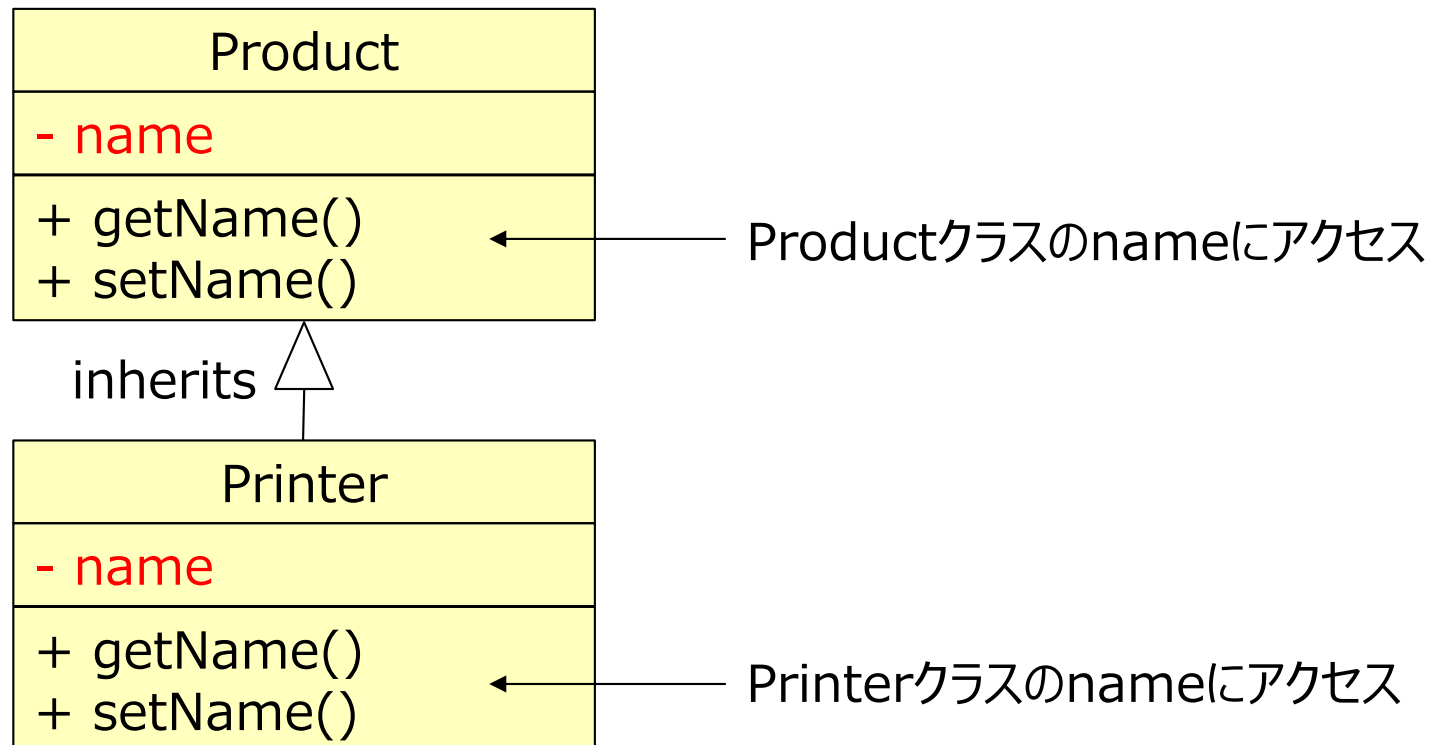 Product
- name
+ getName()
+ setName()
Productクラスのnameにアクセス
inherits
Printer
- name
+ getName()
+ setName()
Printerクラスのnameにアクセス